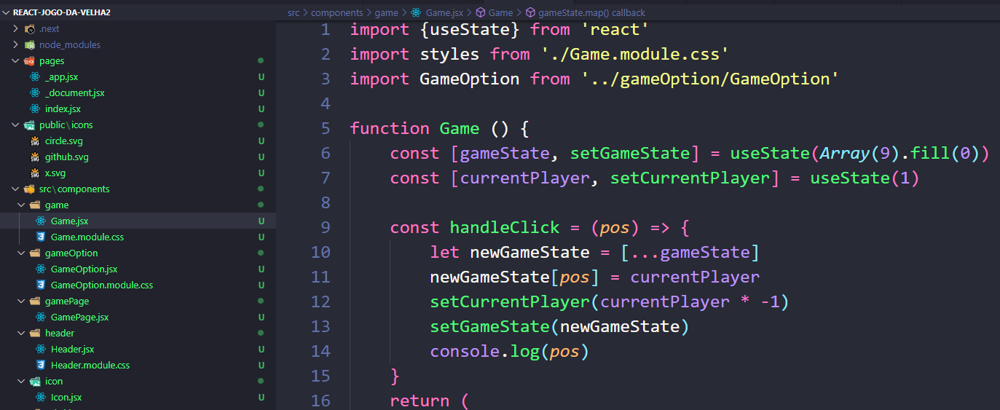 REACT-JOGO-DA-VELHA2
.next
node_modules
pages
_app.jsx U
_document.jsx U
index.jsx U
public\icons
circle.svg U
github.svg U
x.svg U
src\components
game
Game.jsx U
Game.module.css U
gameOption
GameOption.jsx U
GameOption.module.css U
gamePage
GamePage.jsx U
header
Header.jsx U
Header.module.css U
icon
Icon.jsx U
src > components > game > Game.jsx > Game > gameState.map() callback
1 import {useState} from 'react'
2 import styles from './Game.module.css'
3 import GameOption from '../gameOption/GameOption'
4
5 function Game () {
6 const [gameState, setGameState] = useState(Array(9).fill(0))
7 const [currentPlayer, setCurrentPlayer] = useState(1)
8
9 const handleClick = (pos) => {
10 let newGameState = [...gameState]
11 newGameState[pos] = currentPlayer
12 setCurrentPlayer(currentPlayer * -1)
13 setGameState(newGameState)
14 console.log(pos)
15 }
16 return (